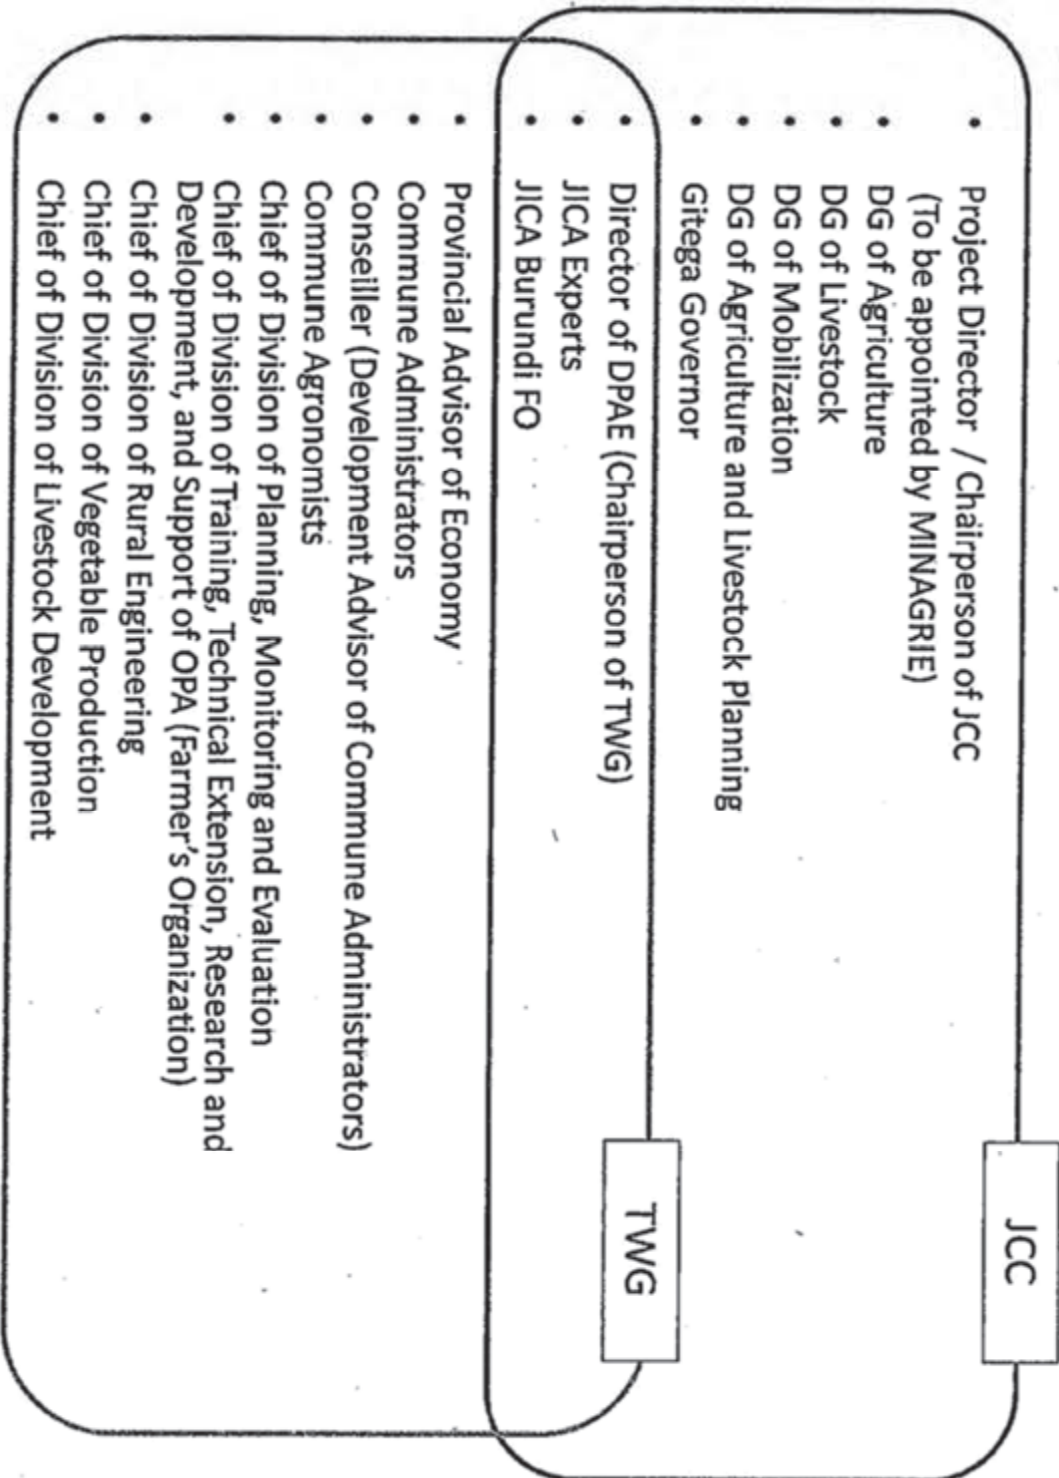 JCC
• Project Director / Chairperson of JCC
(To be appointed by MINAGRIE)
• DG of Agriculture
• DG of Livestock
• DG of Mobilization
• DG of Agriculture and Livestock Planning
• Gitega Governor
TWG
• Director of DPAE (Chairperson of TWG)
• JICA Experts
• JICA Burundi FO
• Provincial Advisor of Economy
• Commune Administrators
• Conseiller (Development Advisor of Commune Administrators)
• Commune Agronomists
• Chief of Division of Planning, Monitoring and Evaluation
• Chief of Division of Training, Technical Extension, Research and
Development, and Support of OPA (Farmer's Organization)
• Chief of Division of Rural Engineering
• Chief of Division of Vegetable Production
• Chief of Division of Livestock Development